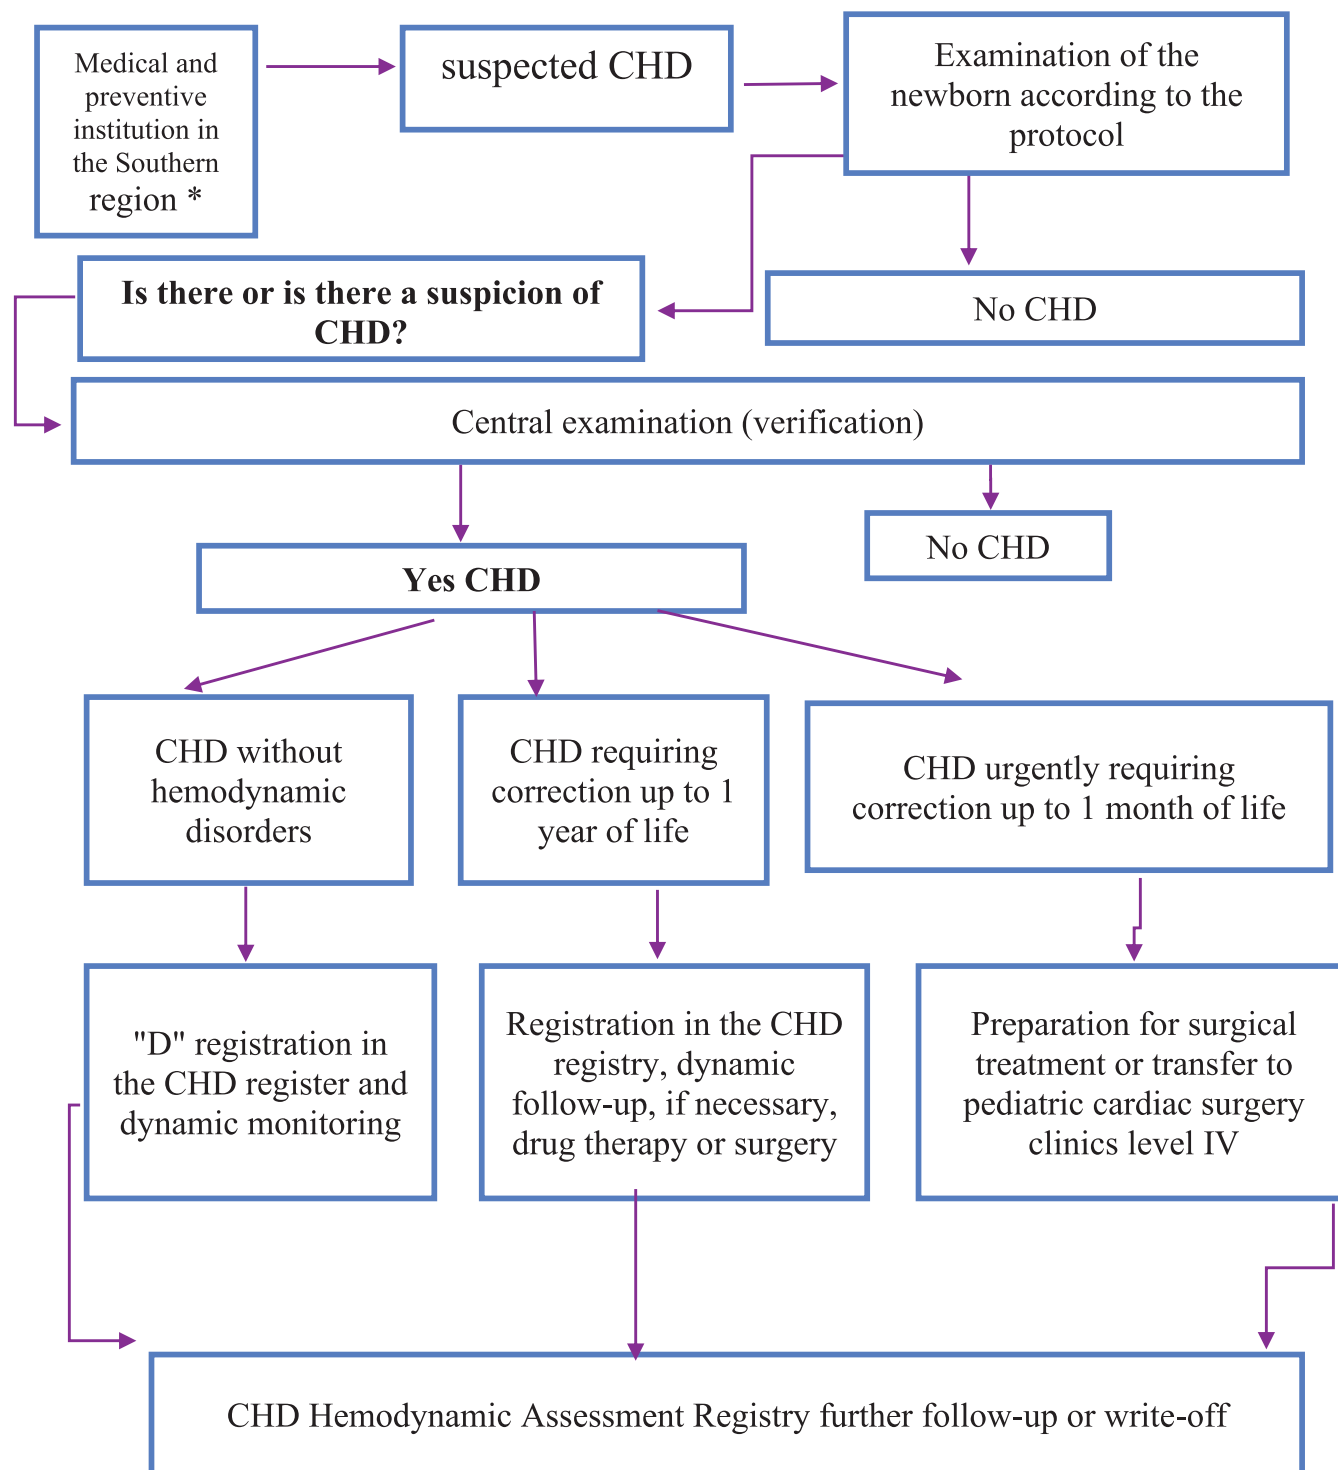 Medical and
preventive
institution in
the Southern
region *
suspected CHD
Examination of the
newborn according to the
protocol
Is there or is there a suspicion of
CHD?
No CHD
Central examination (verification)
Yes CHD
No CHD
CHD without
hemodynamic
disorders
CHD requiring
correction up to 1
year of life
CHD urgently requiring
correction up to 1 month of life
"D" registration in
the CHD register and
dynamic monitoring
Registration in the CHD
registry, dynamic
follow-up, if necessary,
drug therapy or surgery
Preparation for surgical
treatment or transfer to
pediatric cardiac surgery
clinics level IV
CHD Hemodynamic Assessment Registry further follow-up or write-off